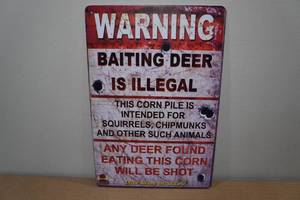 WARNING
BAITING DEER
IS ILLEGAL
THIS CORN PILE IS
INTENDED FOR
SQUIRRELS, CHIPMUNKS
AND OTHER SUCH ANIMALS
ANY DEER FOUND
EATING THIS CORN
WILL BE SHOT